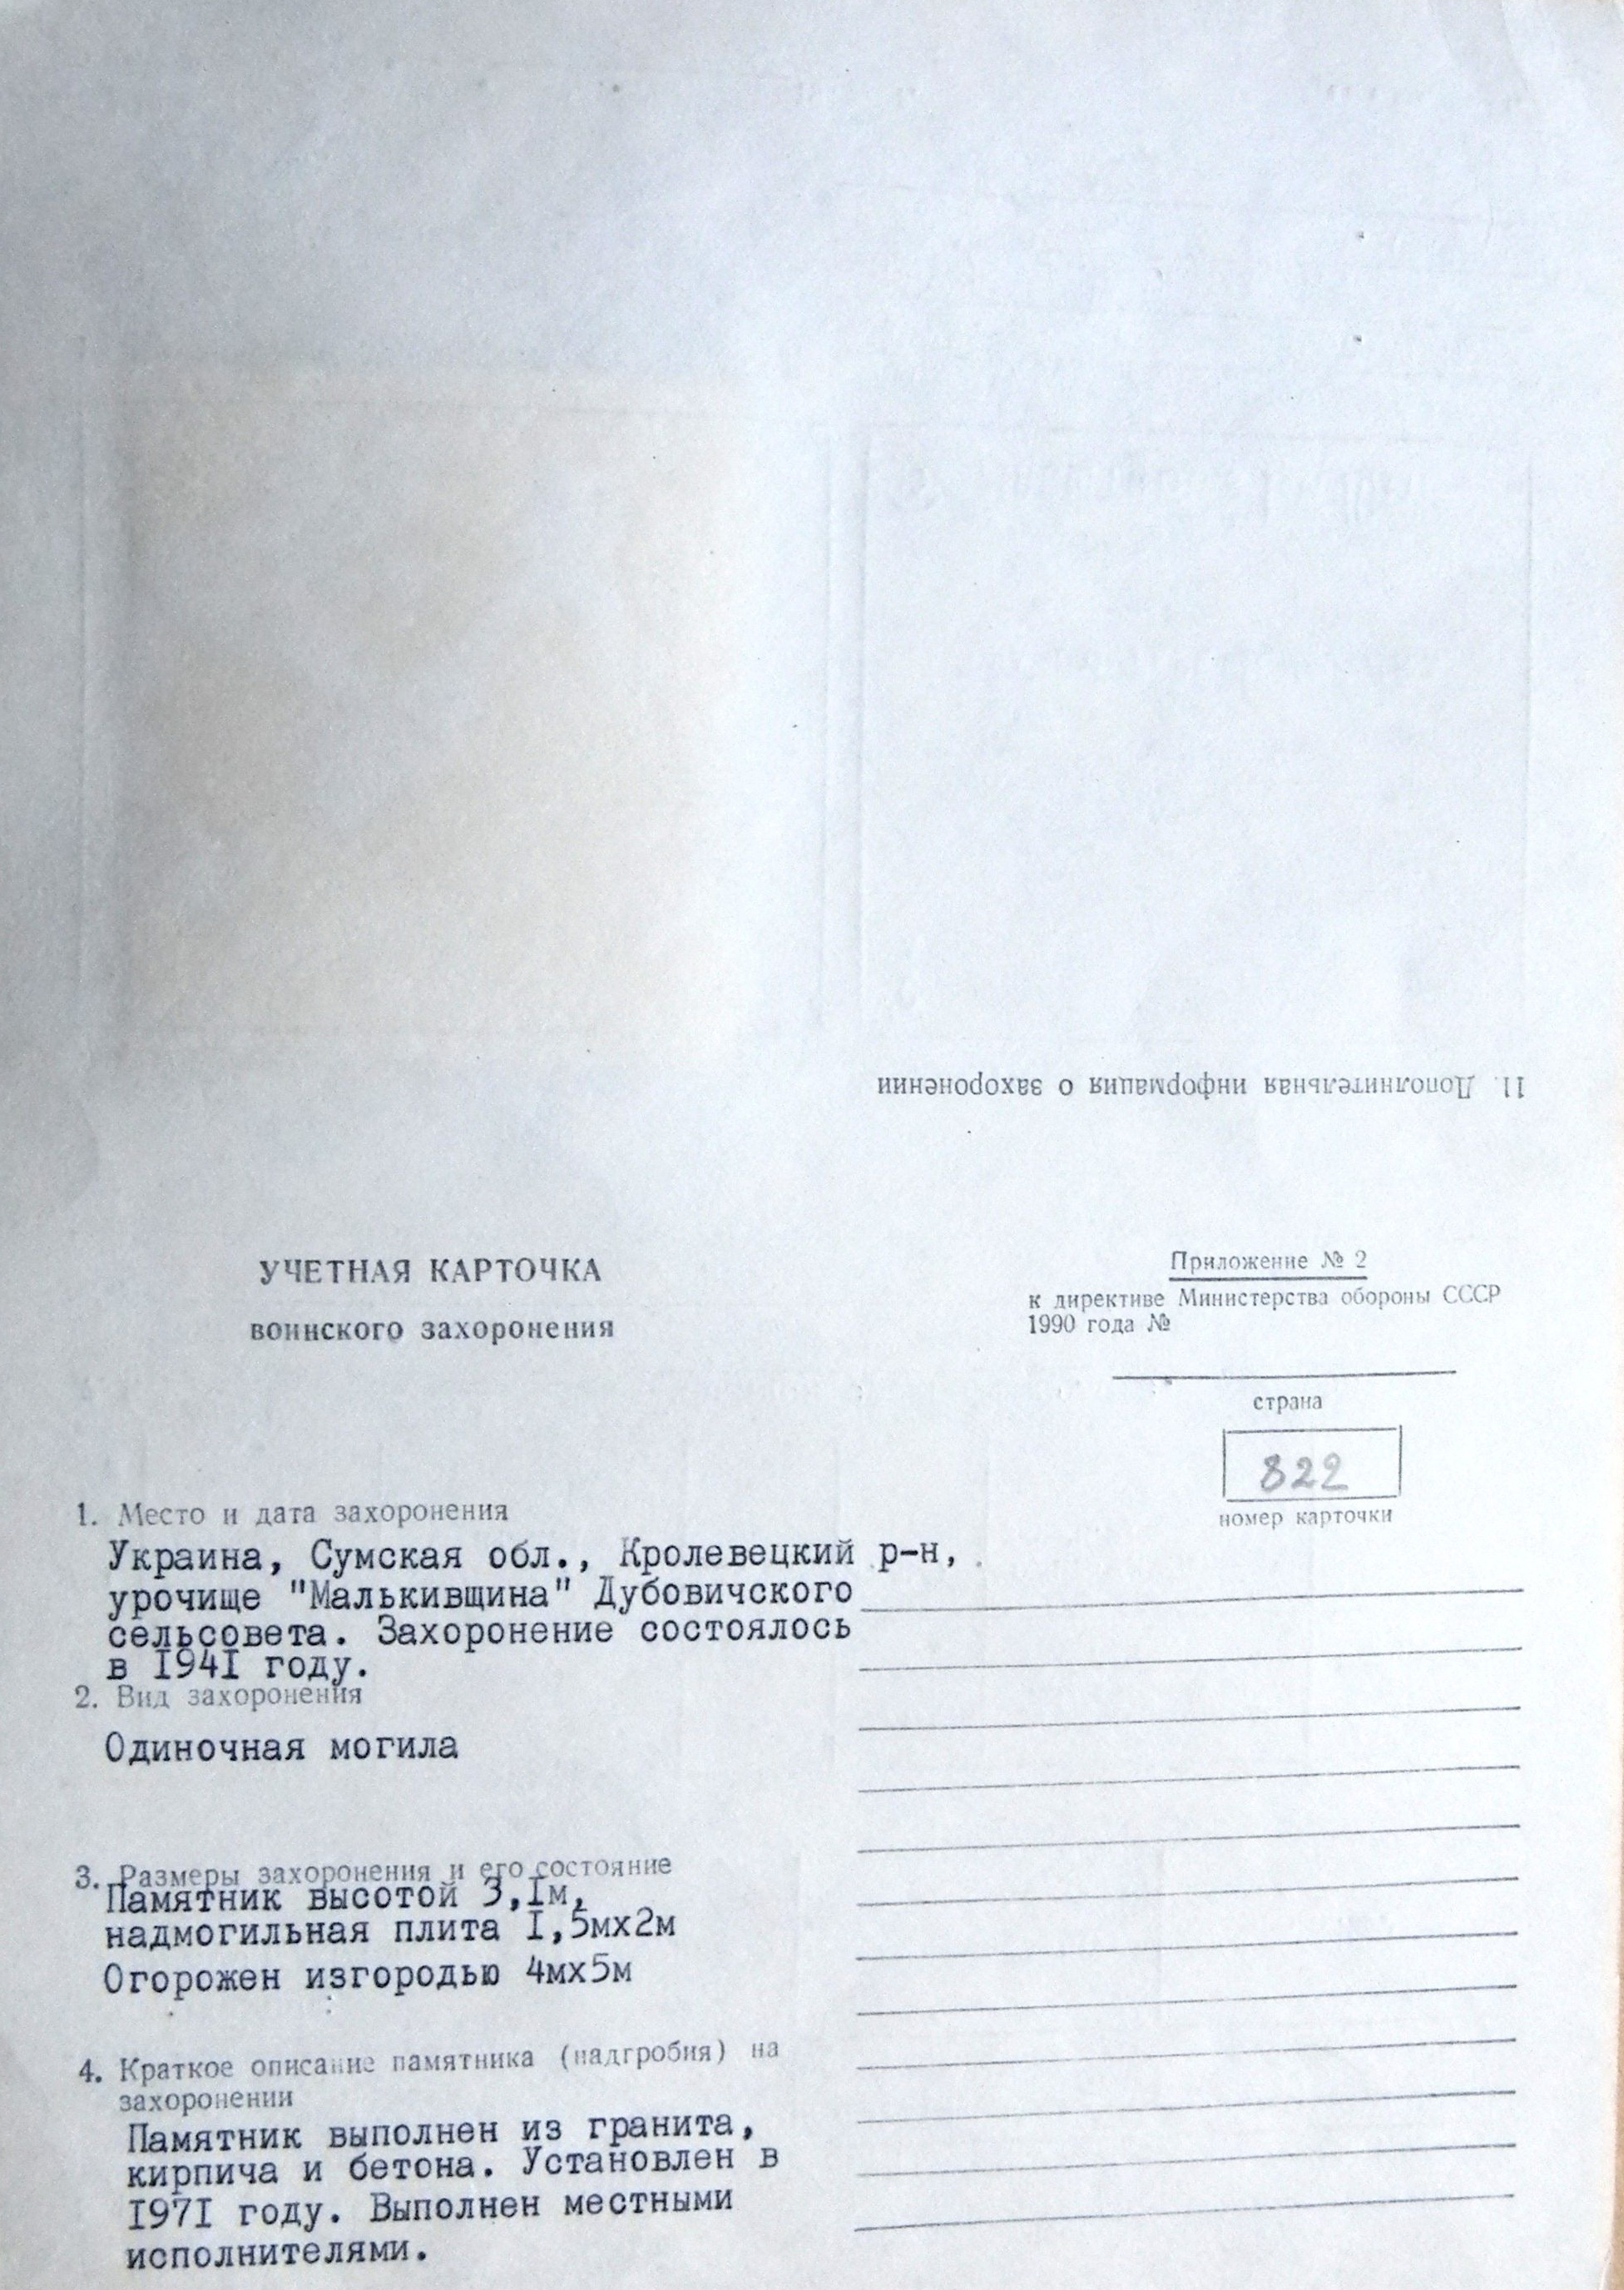 11. Дополнительная информация о захоронении
УЧЕТНАЯ КАРТОЧКА
воинского захоронения
Приложение № 2
к директиве Министерства обороны СССР
1990 года №
страна
822
номер карточки
1. Место и дата захоронения
Украина, Сумская обл., Кролевецкий р-н,
урочище "Малькивщина" Дубовичского
сельсовета. Захоронение состоялось
в 1941 году.
2. Вид захоронения
Одиночная могила
3. Размеры захоронения и его состояние
Памятник высотой 3,1м,
надмогильная плита 1,5мх2м
Огорожен изгородью 4мх5м
4. Краткое описание памятника (надгробия) на
захоронении
Памятник выполнен из гранита,
кирпича и бетона. Установлен в
1971 году. Выполнен местными
исполнителями.